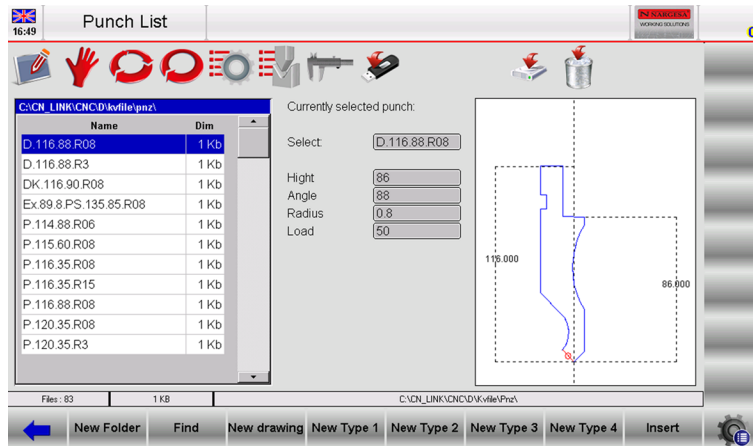 16:49
Punch List
N NARGESA
WORKING SOLUTIONS
C:\CN_LINK\CNC\D\kvfile\pnz\
Name Dim
D.116.88.R08 1 Kb
D.116.88.R3 1 Kb
DK.116.90.R08 1 Kb
Ex.89.8.PS.135.85.R08 1 Kb
P.114.88.R06 1 Kb
P.115.60.R08 1 Kb
P.116.35.R08 1 Kb
P.116.35.R15 1 Kb
P.116.88.R08 1 Kb
P.120.35.R08 1 Kb
P.120.35.R3 1 Kb
Currently selected punch:
Select: D.116.88.R08
Hight 86
Angle 88
Radius 0.8
Load 50
116.000
86.000
Files : 83 1 KB C:\CN_LINK\CNC\D\Kvfile\Pnz\
New Folder Find New drawing New Type 1 New Type 2 New Type 3 New Type 4 Insert